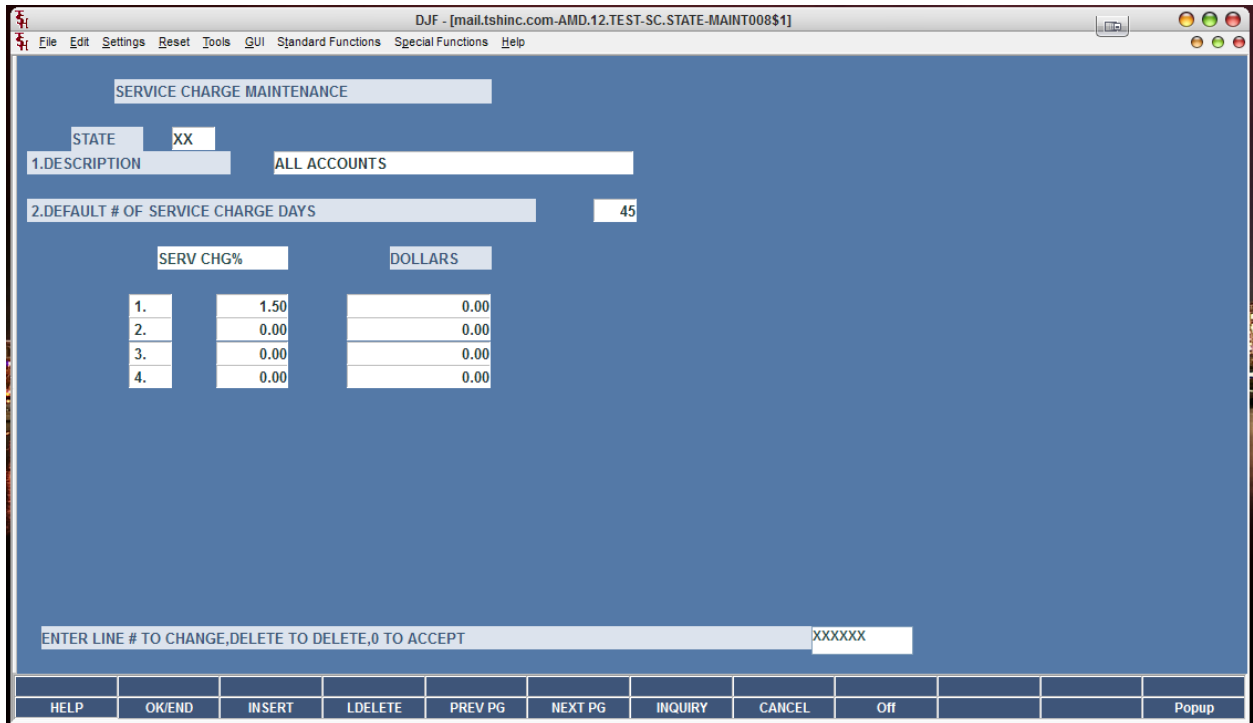 DJF - [mail.tshinc.com-AMD.12.TEST-SC.STATE-MAINT008$1]
File Edit Settings Reset Tools GUI Standard Functions Special Functions Help
SERVICE CHARGE MAINTENANCE
STATE XX
1.DESCRIPTION ALL ACCOUNTS
2.DEFAULT # OF SERVICE CHARGE DAYS 45
SERV CHG% DOLLARS
1. 1.50 0.00
2. 0.00 0.00
3. 0.00 0.00
4. 0.00 0.00
ENTER LINE # TO CHANGE,DELETE TO DELETE,0 TO ACCEPT XXXXXX
HELP OK/END INSERT LDELETE PREV PG NEXT PG INQUIRY CANCEL Off Popup